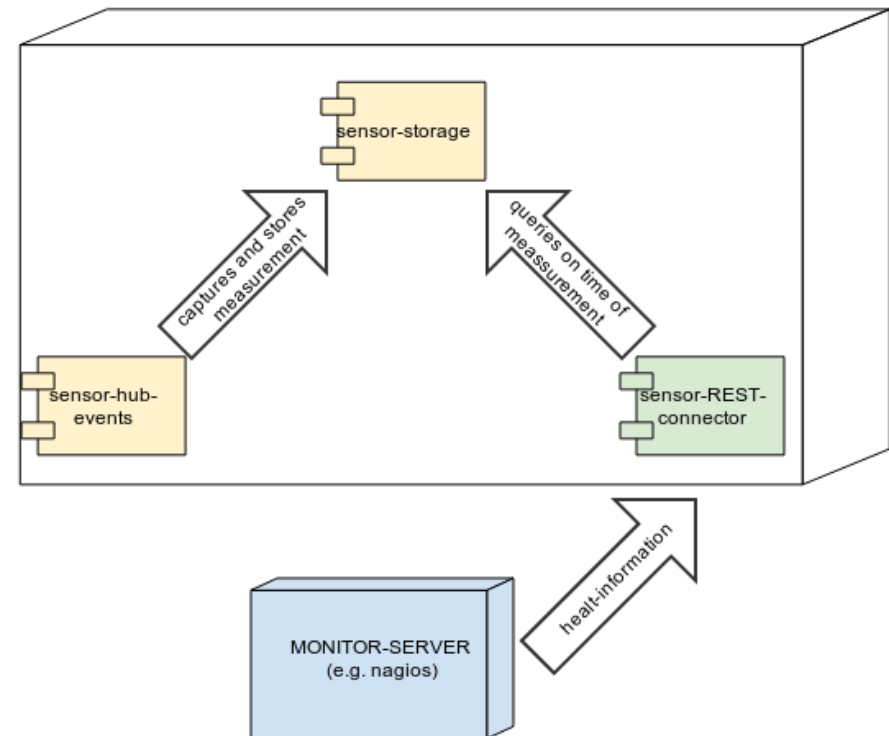 sensor-storage
captures and stores
measurement
queries on time of
meassurement
sensor-hub-
events
sensor-REST-
connector
healt-information
MONITOR-SERVER
(e.g. nagios)